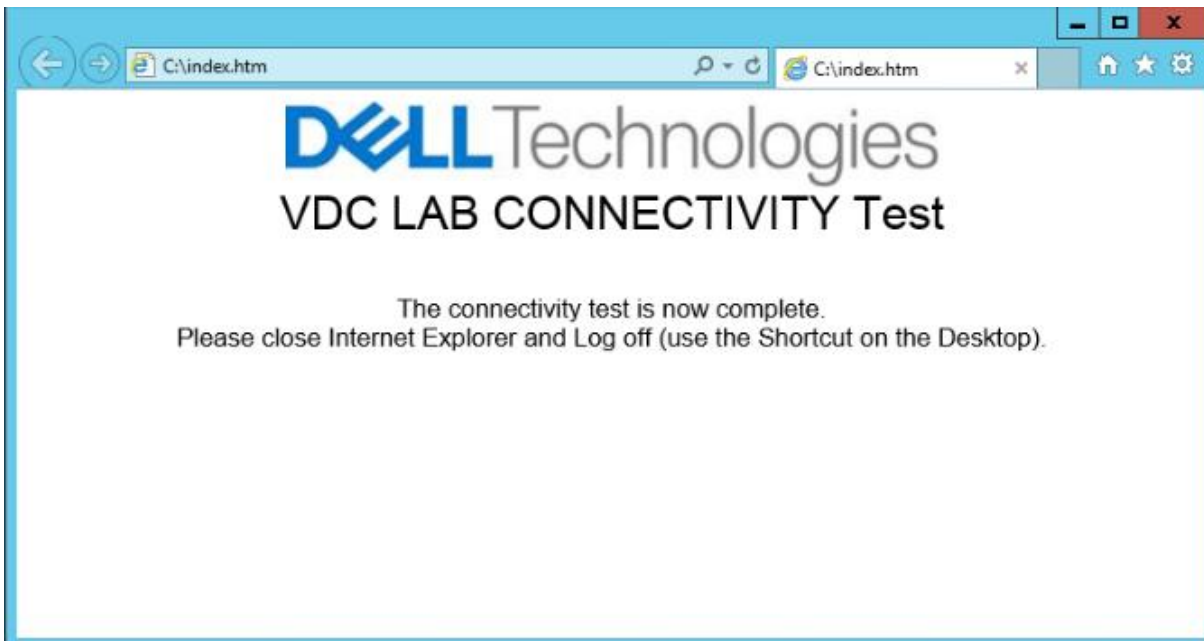 C:\index.htm
C:\index.htm
DELL Technologies
VDC LAB CONNECTIVITY Test
The connectivity test is now complete.
Please close Internet Explorer and Log off (use the Shortcut on the Desktop).